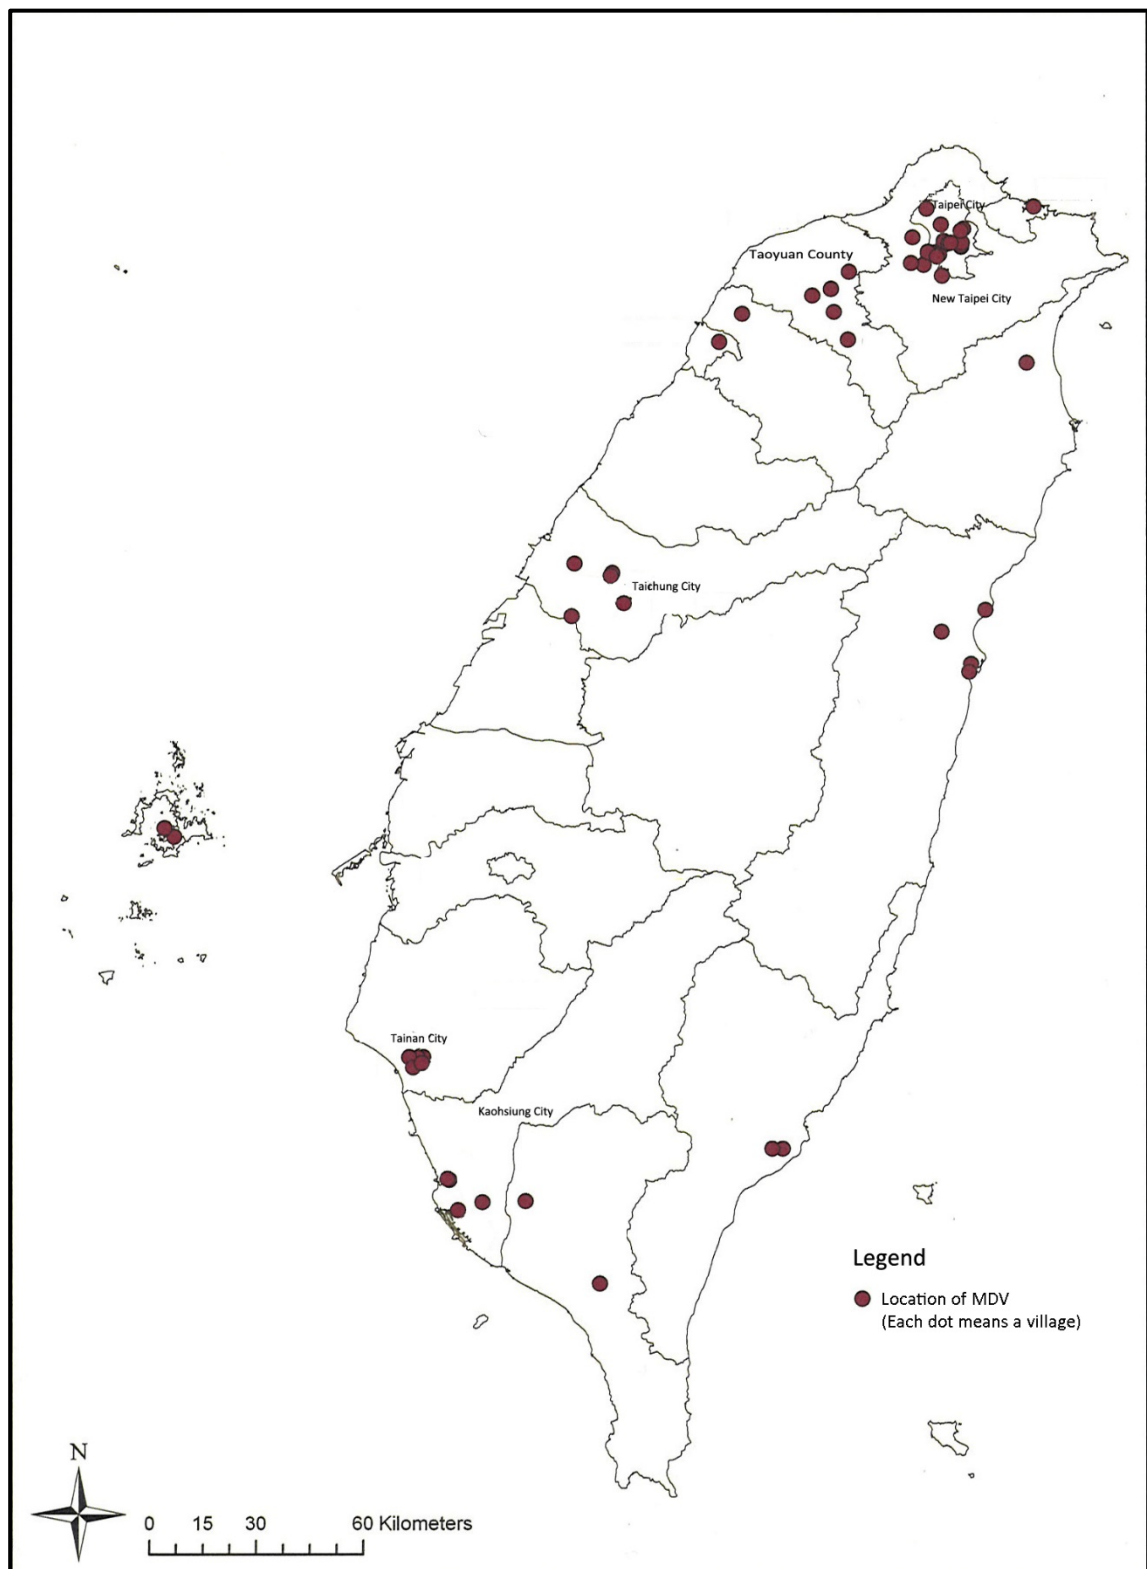 Taipei City
Taoyuan County
New Taipei City
Taichung City
Tainan City
Kaohsiung City
Legend
Location of MDV
(Each dot means a village)
N
0 15 30 60 Kilometers